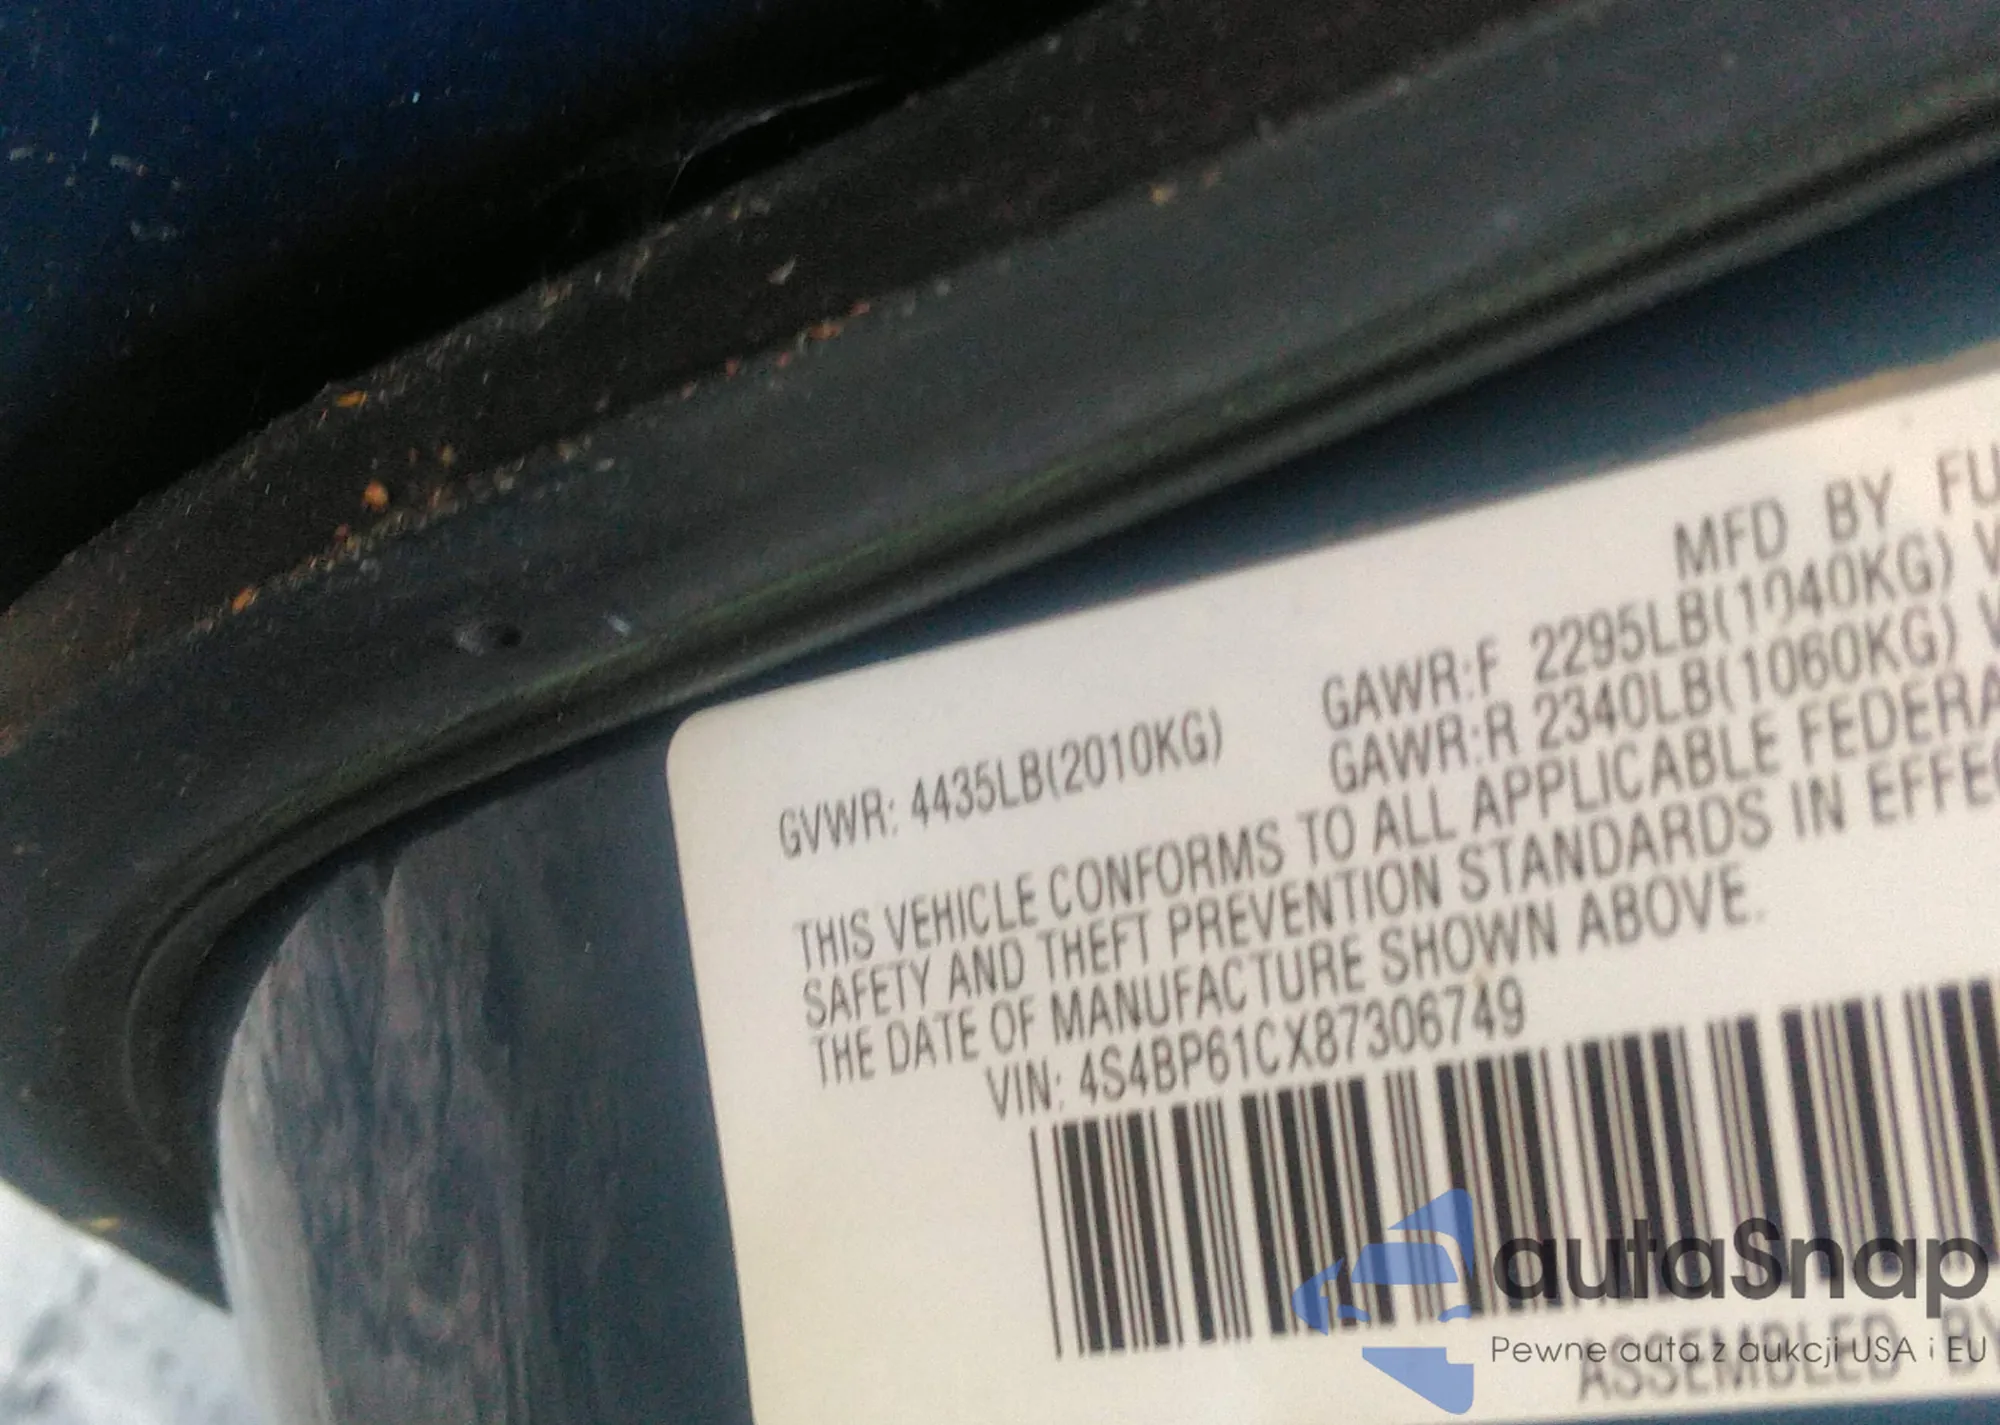 MFD BY FU
GAWR:F 2295LB(1040KG) W
GVWR: 4435LB(2010KG) GAWR:R 2340LB(1060KG) W
THIS VEHICLE CONFORMS TO ALL APPLICABLE FEDERA
SAFETY AND THEFT PREVENTION STANDARDS IN EFFEC
THE DATE OF MANUFACTURE SHOWN ABOVE.
VIN: 4S4BP61CX87306749
autaSnap
Pewne auta z aukcji USA i EU
ASSEMBLED BY